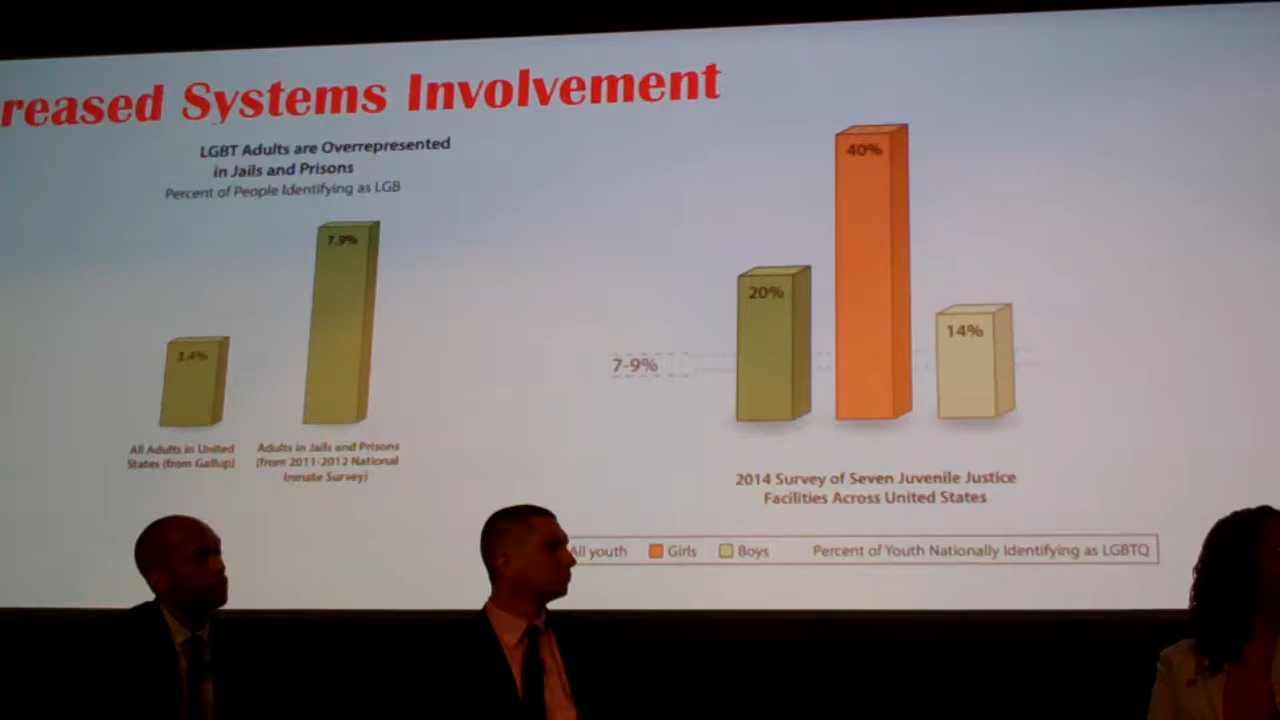 reased Systems Involvement
LGBT Adults are Overrepresented
in Jails and Prisons
Percent of People Identifying as LGB
7.9%
3.4%
All Adults in United
States (from Gallup)
Adults in Jails and Prisons
(from 2011-2012 National
Inmate Survey)
40%
20%
14%
7-9%
2014 Survey of Seven Juvenile Justice
Facilities Across United States
All youth Girls Boys Percent of Youth Nationally Identifying as LGBTQ